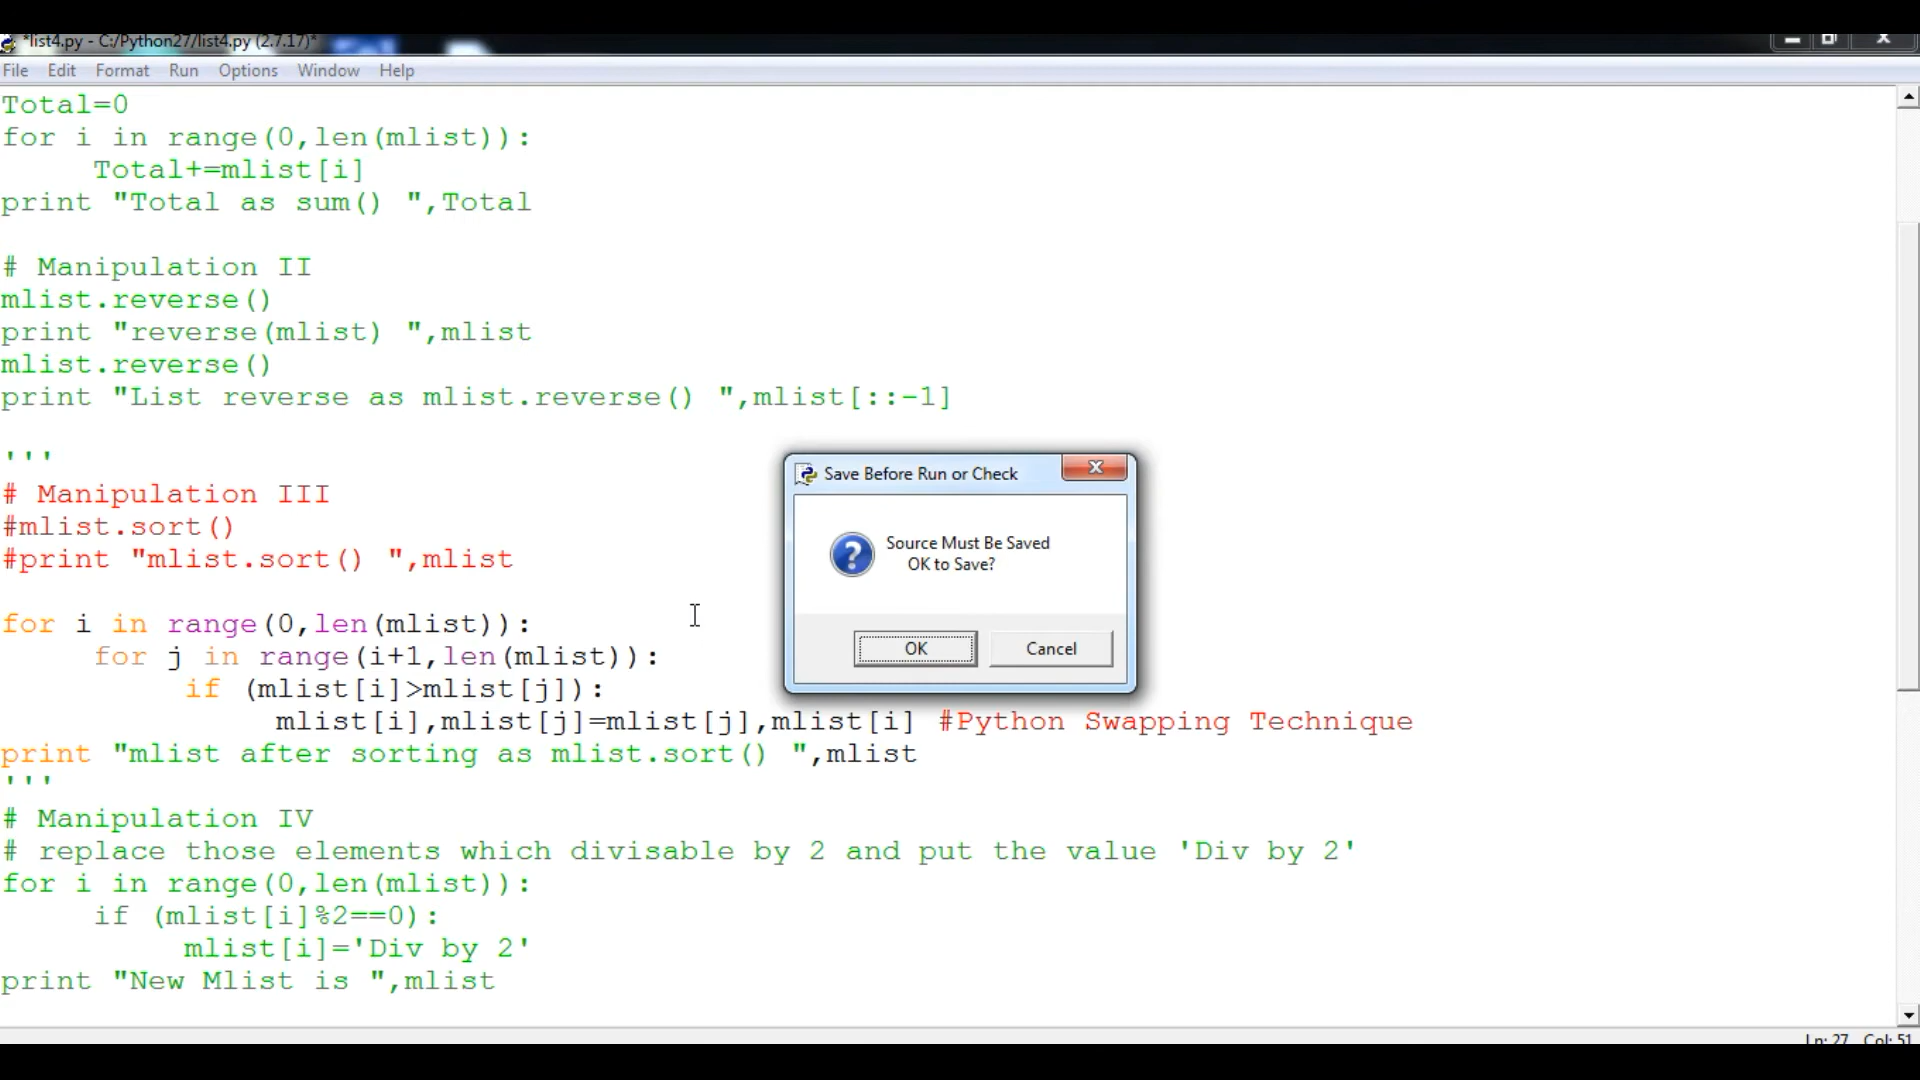 *list4.py - C:/Python27/list4.py (2.7.17)*
File Edit Format Run Options Window Help
Total=0
for i in range(0,len(mlist)):
     Total+=mlist[i]
print "Total as sum() ",Total
# Manipulation II
mlist.reverse()
print "reverse(mlist) ",mlist
mlist.reverse()
print "List reverse as mlist.reverse() ",mlist[::-1]
'''
# Manipulation III
#mlist.sort()
#print "mlist.sort() ",mlist
for i in range(0,len(mlist)):
     for j in range(i+1,len(mlist)):
          if (mlist[i]>mlist[j]):
               mlist[i],mlist[j]=mlist[j],mlist[i] #Python Swapping Technique
print "mlist after sorting as mlist.sort() ",mlist
'''
# Manipulation IV
# replace those elements which divisable by 2 and put the value 'Div by 2'
for i in range(0,len(mlist)):
     if (mlist[i]%2==0):
          mlist[i]='Div by 2'
print "New Mlist is ",mlist
Save Before Run or Check
Source Must Be Saved
OK to Save?
OK Cancel
Ln: 27 Col: 51